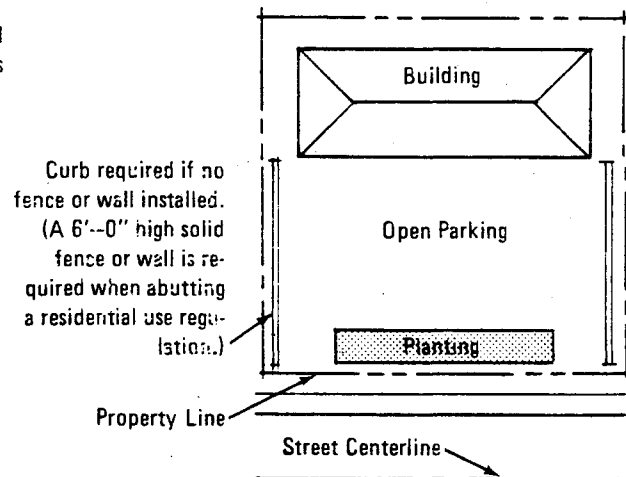 Building
Curb required if no
fence or wall installed.
(A 6'--0" high solid
fence or wall is re-
quired when abutting
a residential use regu-
lation.)
Open Parking
Planting
Property Line
Street Centerline